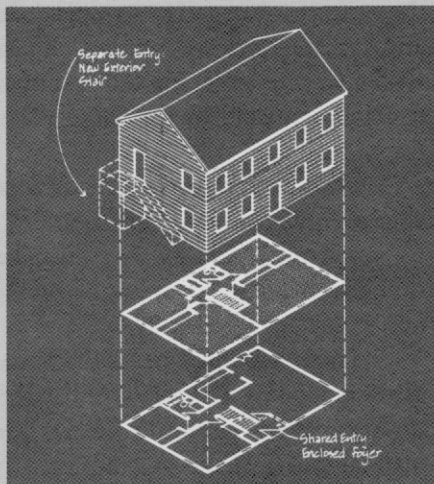 Separate Entry
New Exterior
Stair
Shared Entry
Enclosed Foyer